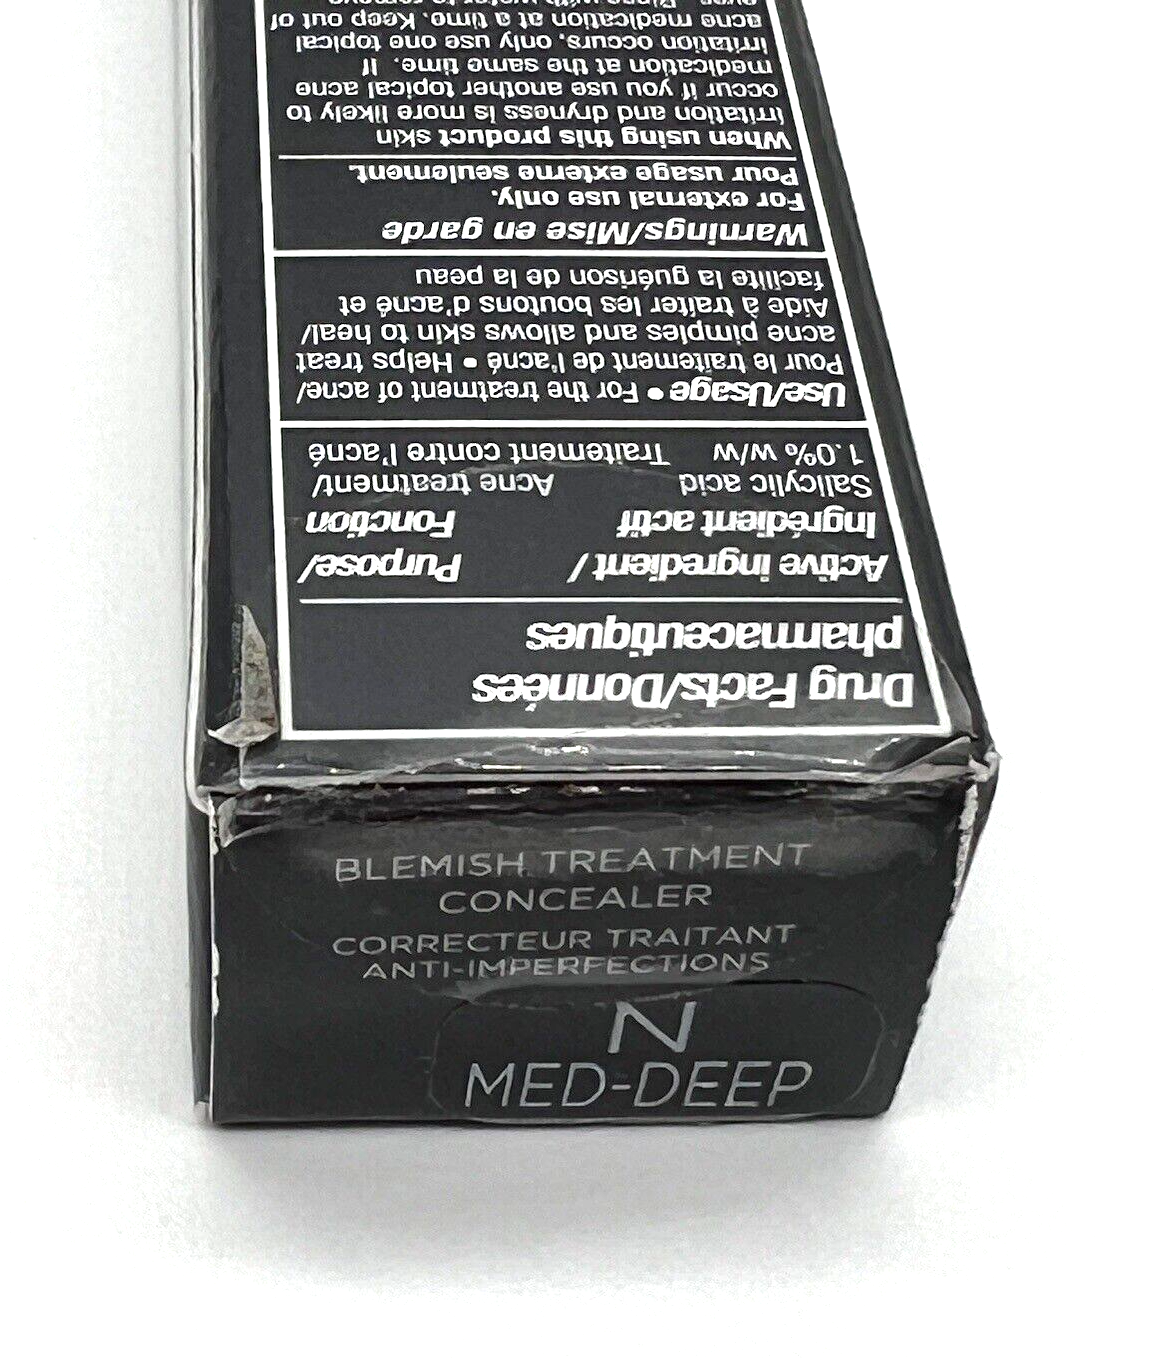 Drug Facts/Données
pharmaceutiques
Active ingredient / Purpose/
Ingrédient actif Fonction
Salicylic acid Acne treatment/
1.0% w/w Traitement contre l'acné
Use/Usage • For the treatment of acne/
Pour le traitement de l'acné • Helps treat
acne pimples and allows skin to heal/
Aide à traiter les boutons d'acné et
facilite la guérison de la peau
Warnings/Mise en garde
For external use only.
Pour usage externe seulement.
When using this product skin
irritation and dryness is more likely to
occur if you use another topical acne
medication at the same time. If
irritation occurs, only use one topical
acne medication at a time. Keep out of
BLEMISH TREATMENT
CONCEALER
CORRECTEUR TRAITANT
ANTI-IMPERFECTIONS
N
MED-DEEP